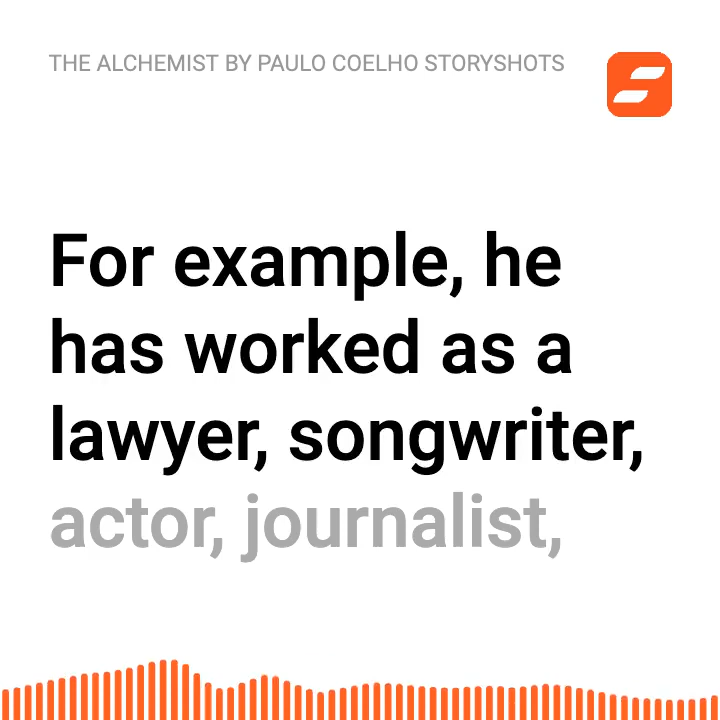 THE ALCHEMIST BY PAULO COELHO STORYSHOTS
For example, he
has worked as a
lawyer, songwriter,
actor, journalist,